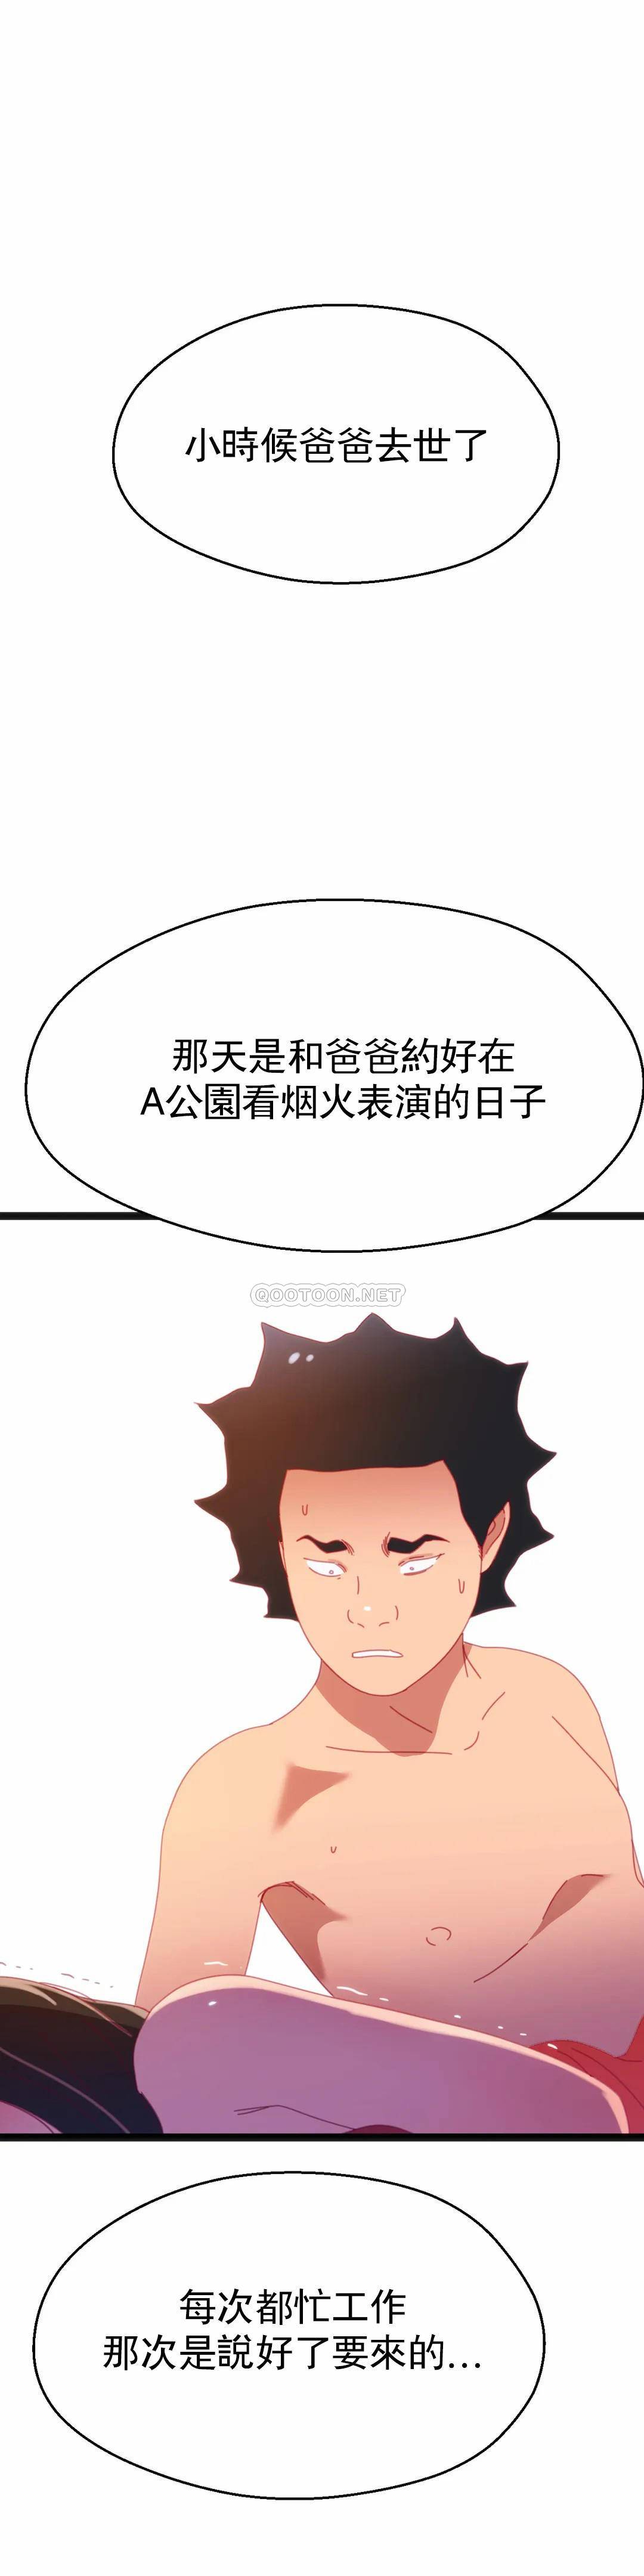 小時候爸爸去世了
那天是和爸爸約好在
A公園看烟火表演的日子
QOOTOON.NET
每次都忙工作
那次是說好了要來的...